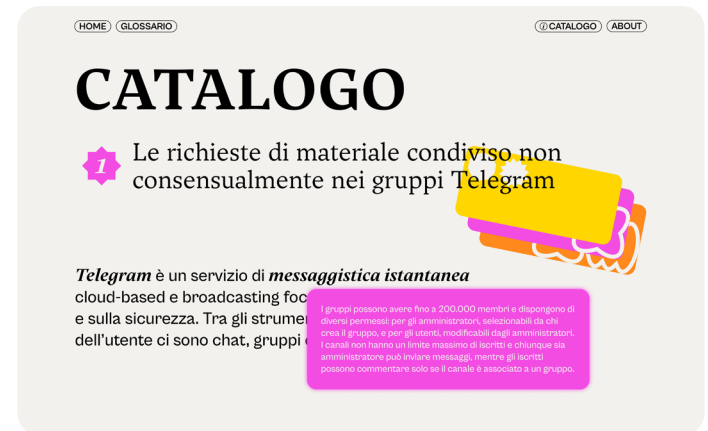 HOME GLOSSARIO CATALOGO ABOUT
CATALOGO
1
Le richieste di materiale condiviso non
consensualmente nei gruppi Telegram
Telegram è un servizio di messaggistica istantanea
cloud-based e broadcasting foc
e sulla sicurezza. Tra gli strume
dell'utente ci sono chat, gruppi
I gruppi possono avere fino a 200.000 membri e dispongono di
diversi permessi: per gli amministratori, selezionabili da chi
crea il gruppo, e per gli utenti, modificabili dagli amministratori.
I canali non hanno un limite massimo di iscritti e chiunque sia
amministratore può inviare messaggi, mentre gli iscritti
possono commentare solo se il canale è associato a un gruppo.